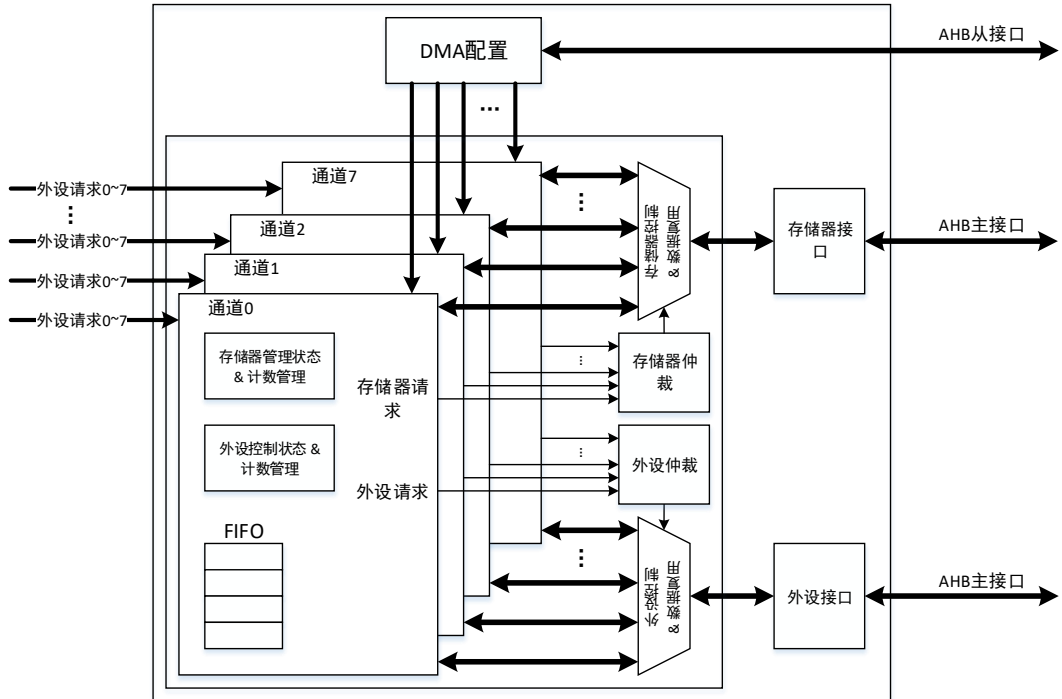 DMA配置
AHB从接口
外设请求0~7
外设请求0~7
外设请求0~7
外设请求0~7
通道7
通道2
通道1
通道0
存储器管理状态
& 计数管理
外设控制状态 &
计数管理
FIFO
存储器请
求
外设请求
存储器控制
& 数据复用
存储器仲
裁
外设仲裁
外设控制
& 数据复用
存储器接
口
AHB主接口
外设接口
AHB主接口